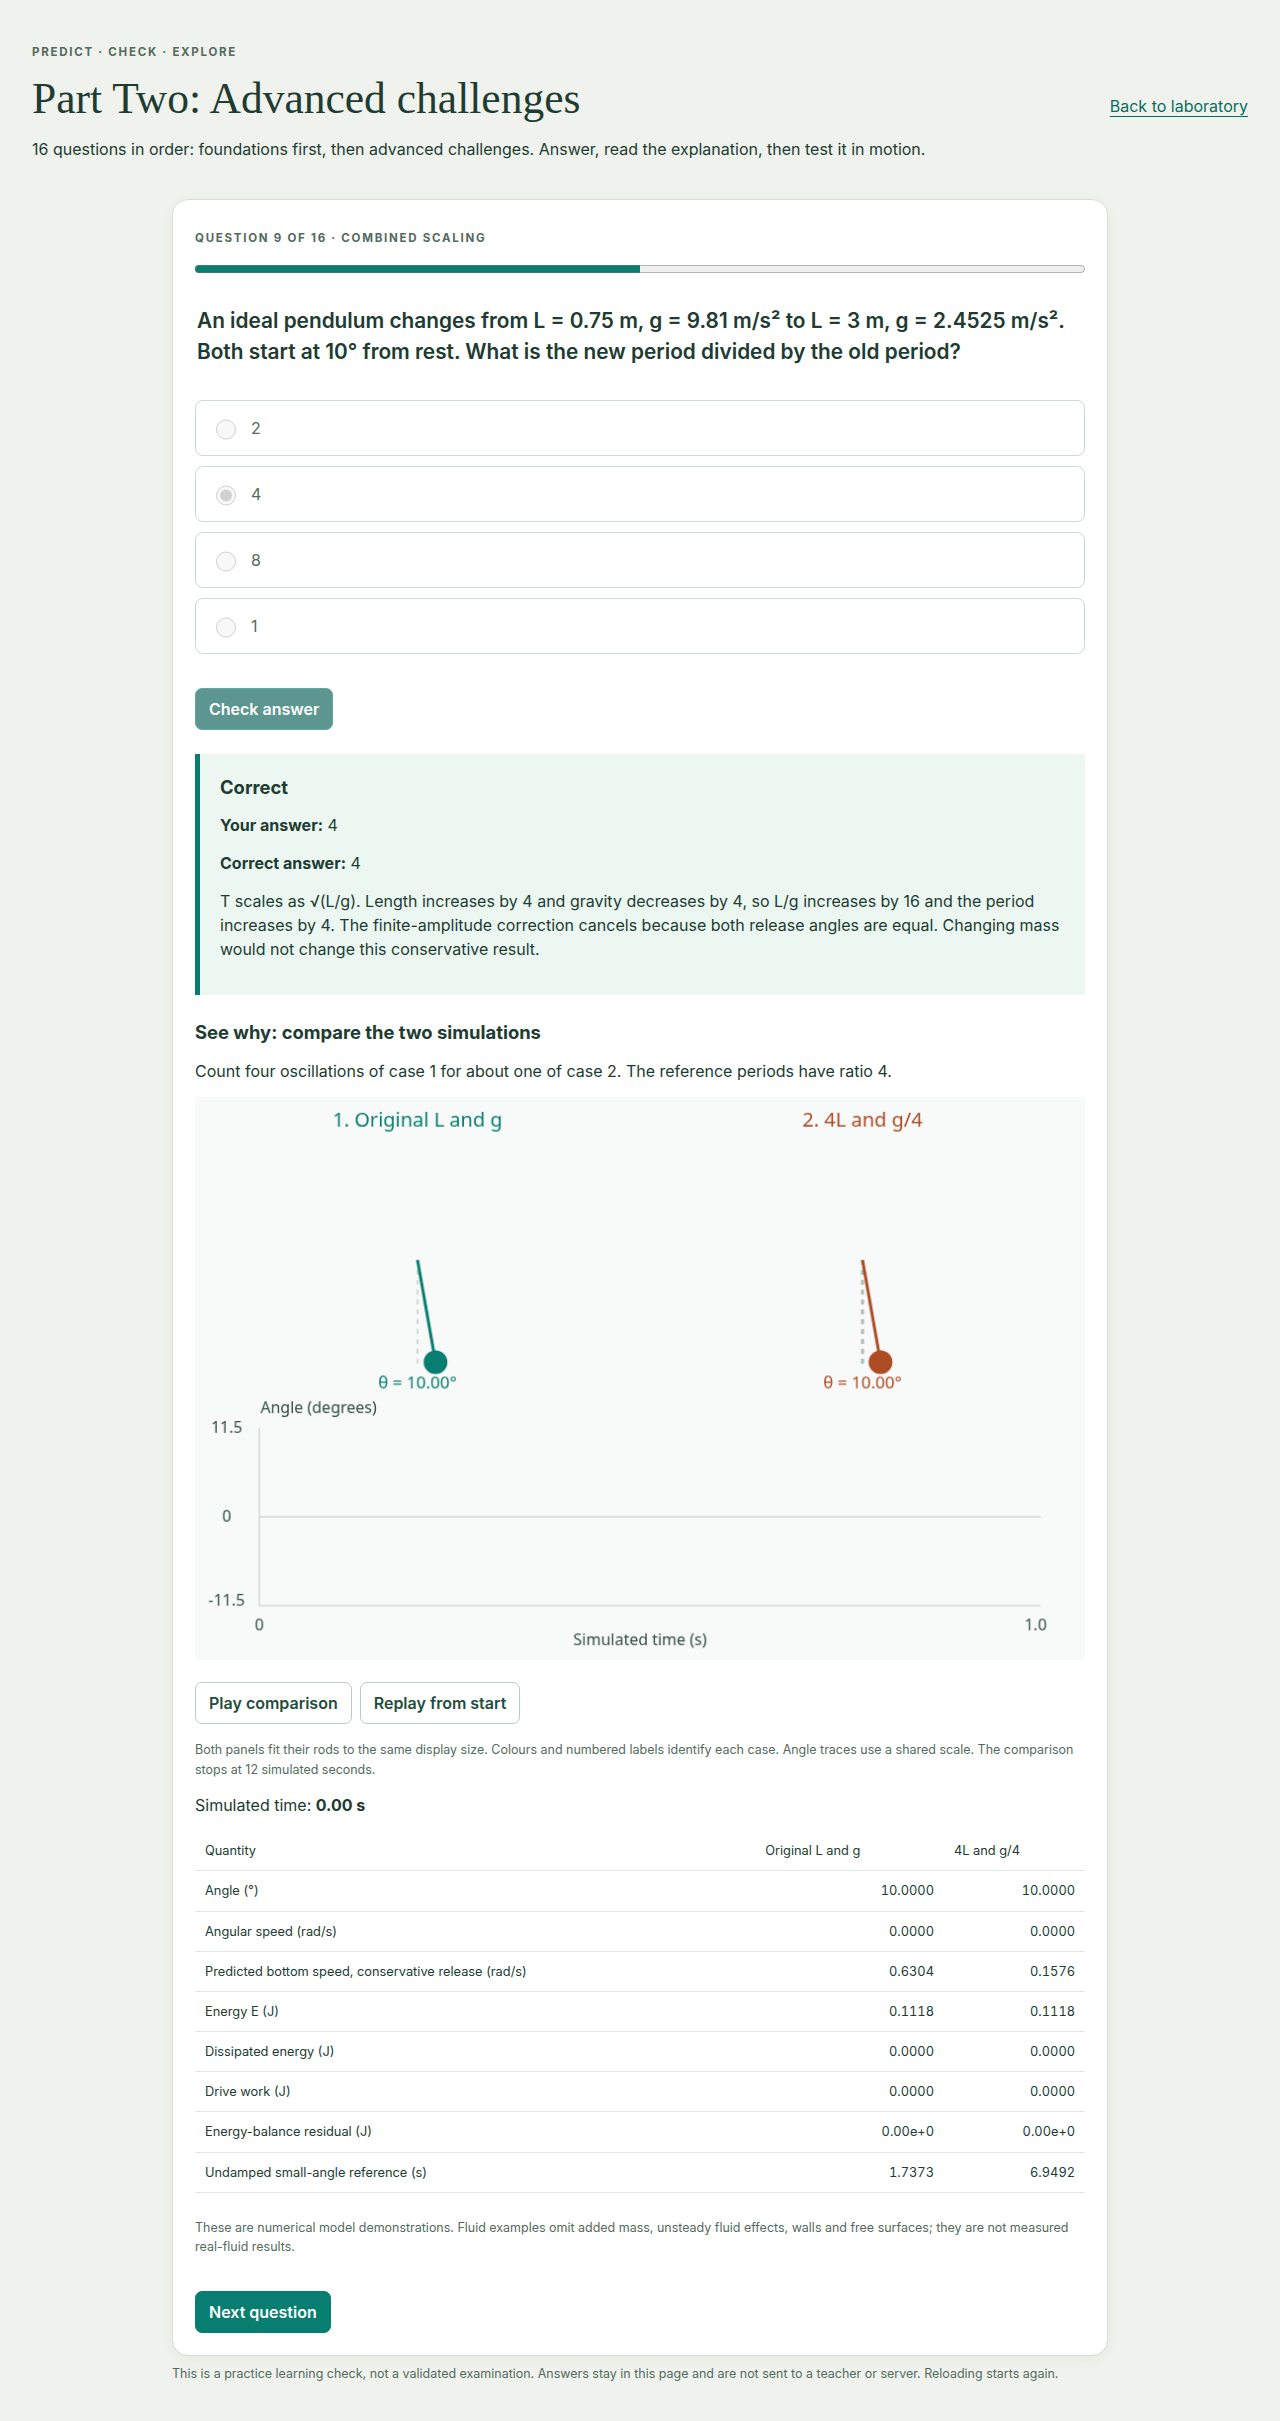 PREDICT · CHECK · EXPLORE
Part Two: Advanced challenges
Back to laboratory
16 questions in order: foundations first, then advanced challenges. Answer, read the explanation, then test it in motion.
QUESTION 9 OF 16 · COMBINED SCALING
An ideal pendulum changes from L = 0.75 m, g = 9.81 m/s² to L = 3 m, g = 2.4525 m/s².
Both start at 10° from rest. What is the new period divided by the old period?
2
4
8
1
Check answer
Correct
Your answer: 4
Correct answer: 4
T scales as √(L/g). Length increases by 4 and gravity decreases by 4, so L/g increases by 16 and the period
increases by 4. The finite-amplitude correction cancels because both release angles are equal. Changing mass
would not change this conservative result.
See why: compare the two simulations
Count four oscillations of case 1 for about one of case 2. The reference periods have ratio 4.
1. Original L and g
2. 4L and g/4
θ = 10.00°
θ = 10.00°
Angle (degrees)
11.5
0
-11.5
0
1.0
Simulated time (s)
Play comparison
Replay from start
Both panels fit their rods to the same display size. Colours and numbered labels identify each case. Angle traces use a shared scale. The comparison
stops at 12 simulated seconds.
Simulated time: 0.00 s
Quantity Original L and g 4L and g/4
Angle (°) 10.0000 10.0000
Angular speed (rad/s) 0.0000 0.0000
Predicted bottom speed, conservative release (rad/s) 0.6304 0.1576
Energy E (J) 0.1118 0.1118
Dissipated energy (J) 0.0000 0.0000
Drive work (J) 0.0000 0.0000
Energy-balance residual (J) 0.00e+0 0.00e+0
Undamped small-angle reference (s) 1.7373 6.9492
These are numerical model demonstrations. Fluid examples omit added mass, unsteady fluid effects, walls and free surfaces; they are not measured
real-fluid results.
Next question
This is a practice learning check, not a validated examination. Answers stay in this page and are not sent to a teacher or server. Reloading starts again.